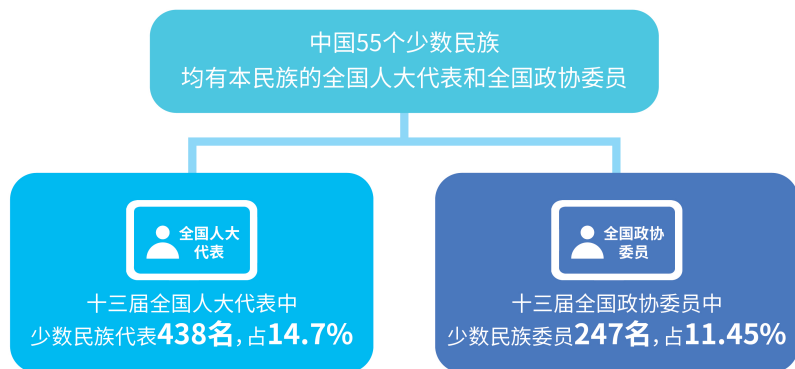 中国55个少数民族
均有本民族的全国人大代表和全国政协委员
全国人大
代表
十三届全国人大代表中
少数民族代表438名，占14.7%
全国政协
委员
十三届全国政协委员中
少数民族委员247名，占11.45%